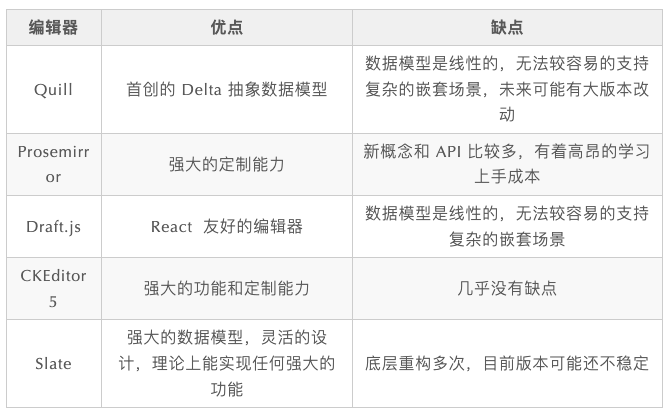 编辑器 优点 缺点
Quill 首创的 Delta 抽象数据模型 数据模型是线性的，无法较容易的支持
复杂的嵌套场景，未来可能有大版本改
动
Prosemirr
or
强大的定制能力
新概念和 API 比较多，有着高昂的学习
上手成本
Draft.js React 友好的编辑器 数据模型是线性的，无法较容易的支持
复杂的嵌套场景
CKEditor
5
强大的功能和定制能力 几乎没有缺点
Slate
强大的数据模型，灵活的设
计，理论上能实现任何强大的
功能
底层重构多次，目前版本可能还不稳定